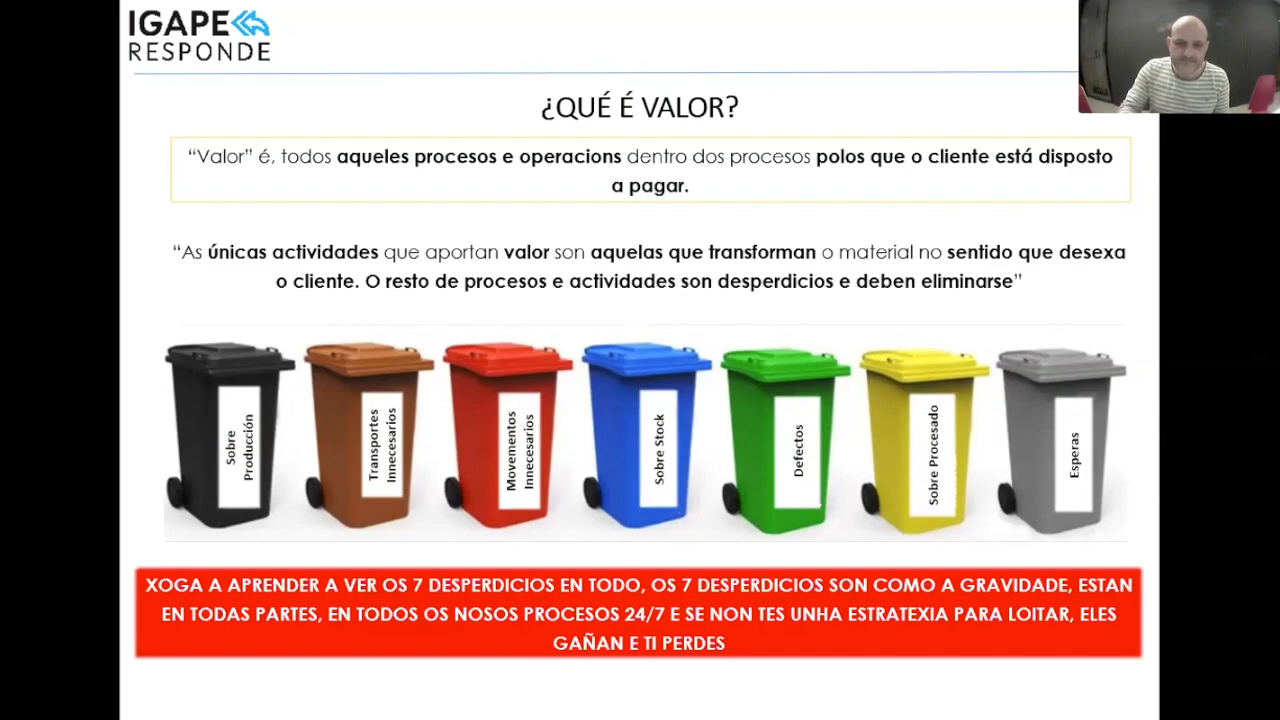 IGAPE
RESPONDE
¿QUÉ É VALOR?
“Valor” é, todos aqueles procesos e operacions dentro dos procesos polos que o cliente está disposto
a pagar.
“As únicas actividades que aportan valor son aquelas que transforman o material no sentido que desexa
o cliente. O resto de procesos e actividades son desperdicios e deben eliminarse”
Sobre
Producción
Transportes
Innecesarios
Movementos
Innecesarios
Sobre Stock
Defectos
Sobre Procesado
Esperas
XOGA A APRENDER A VER OS 7 DESPERDICIOS EN TODO, OS 7 DESPERDICIOS SON COMO A GRAVIDADE, ESTAN
EN TODAS PARTES, EN TODOS OS NOSOS PROCESOS 24/7 E SE NON TES UNHA ESTRATEXIA PARA LOITAR, ELES
GAÑAN E TI PERDES